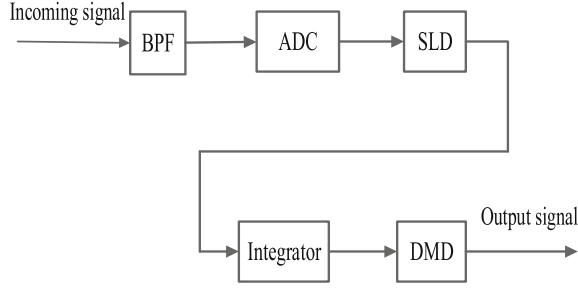 Incoming signal
BPF
ADC
SLD
Integrator
DMD
Output signal